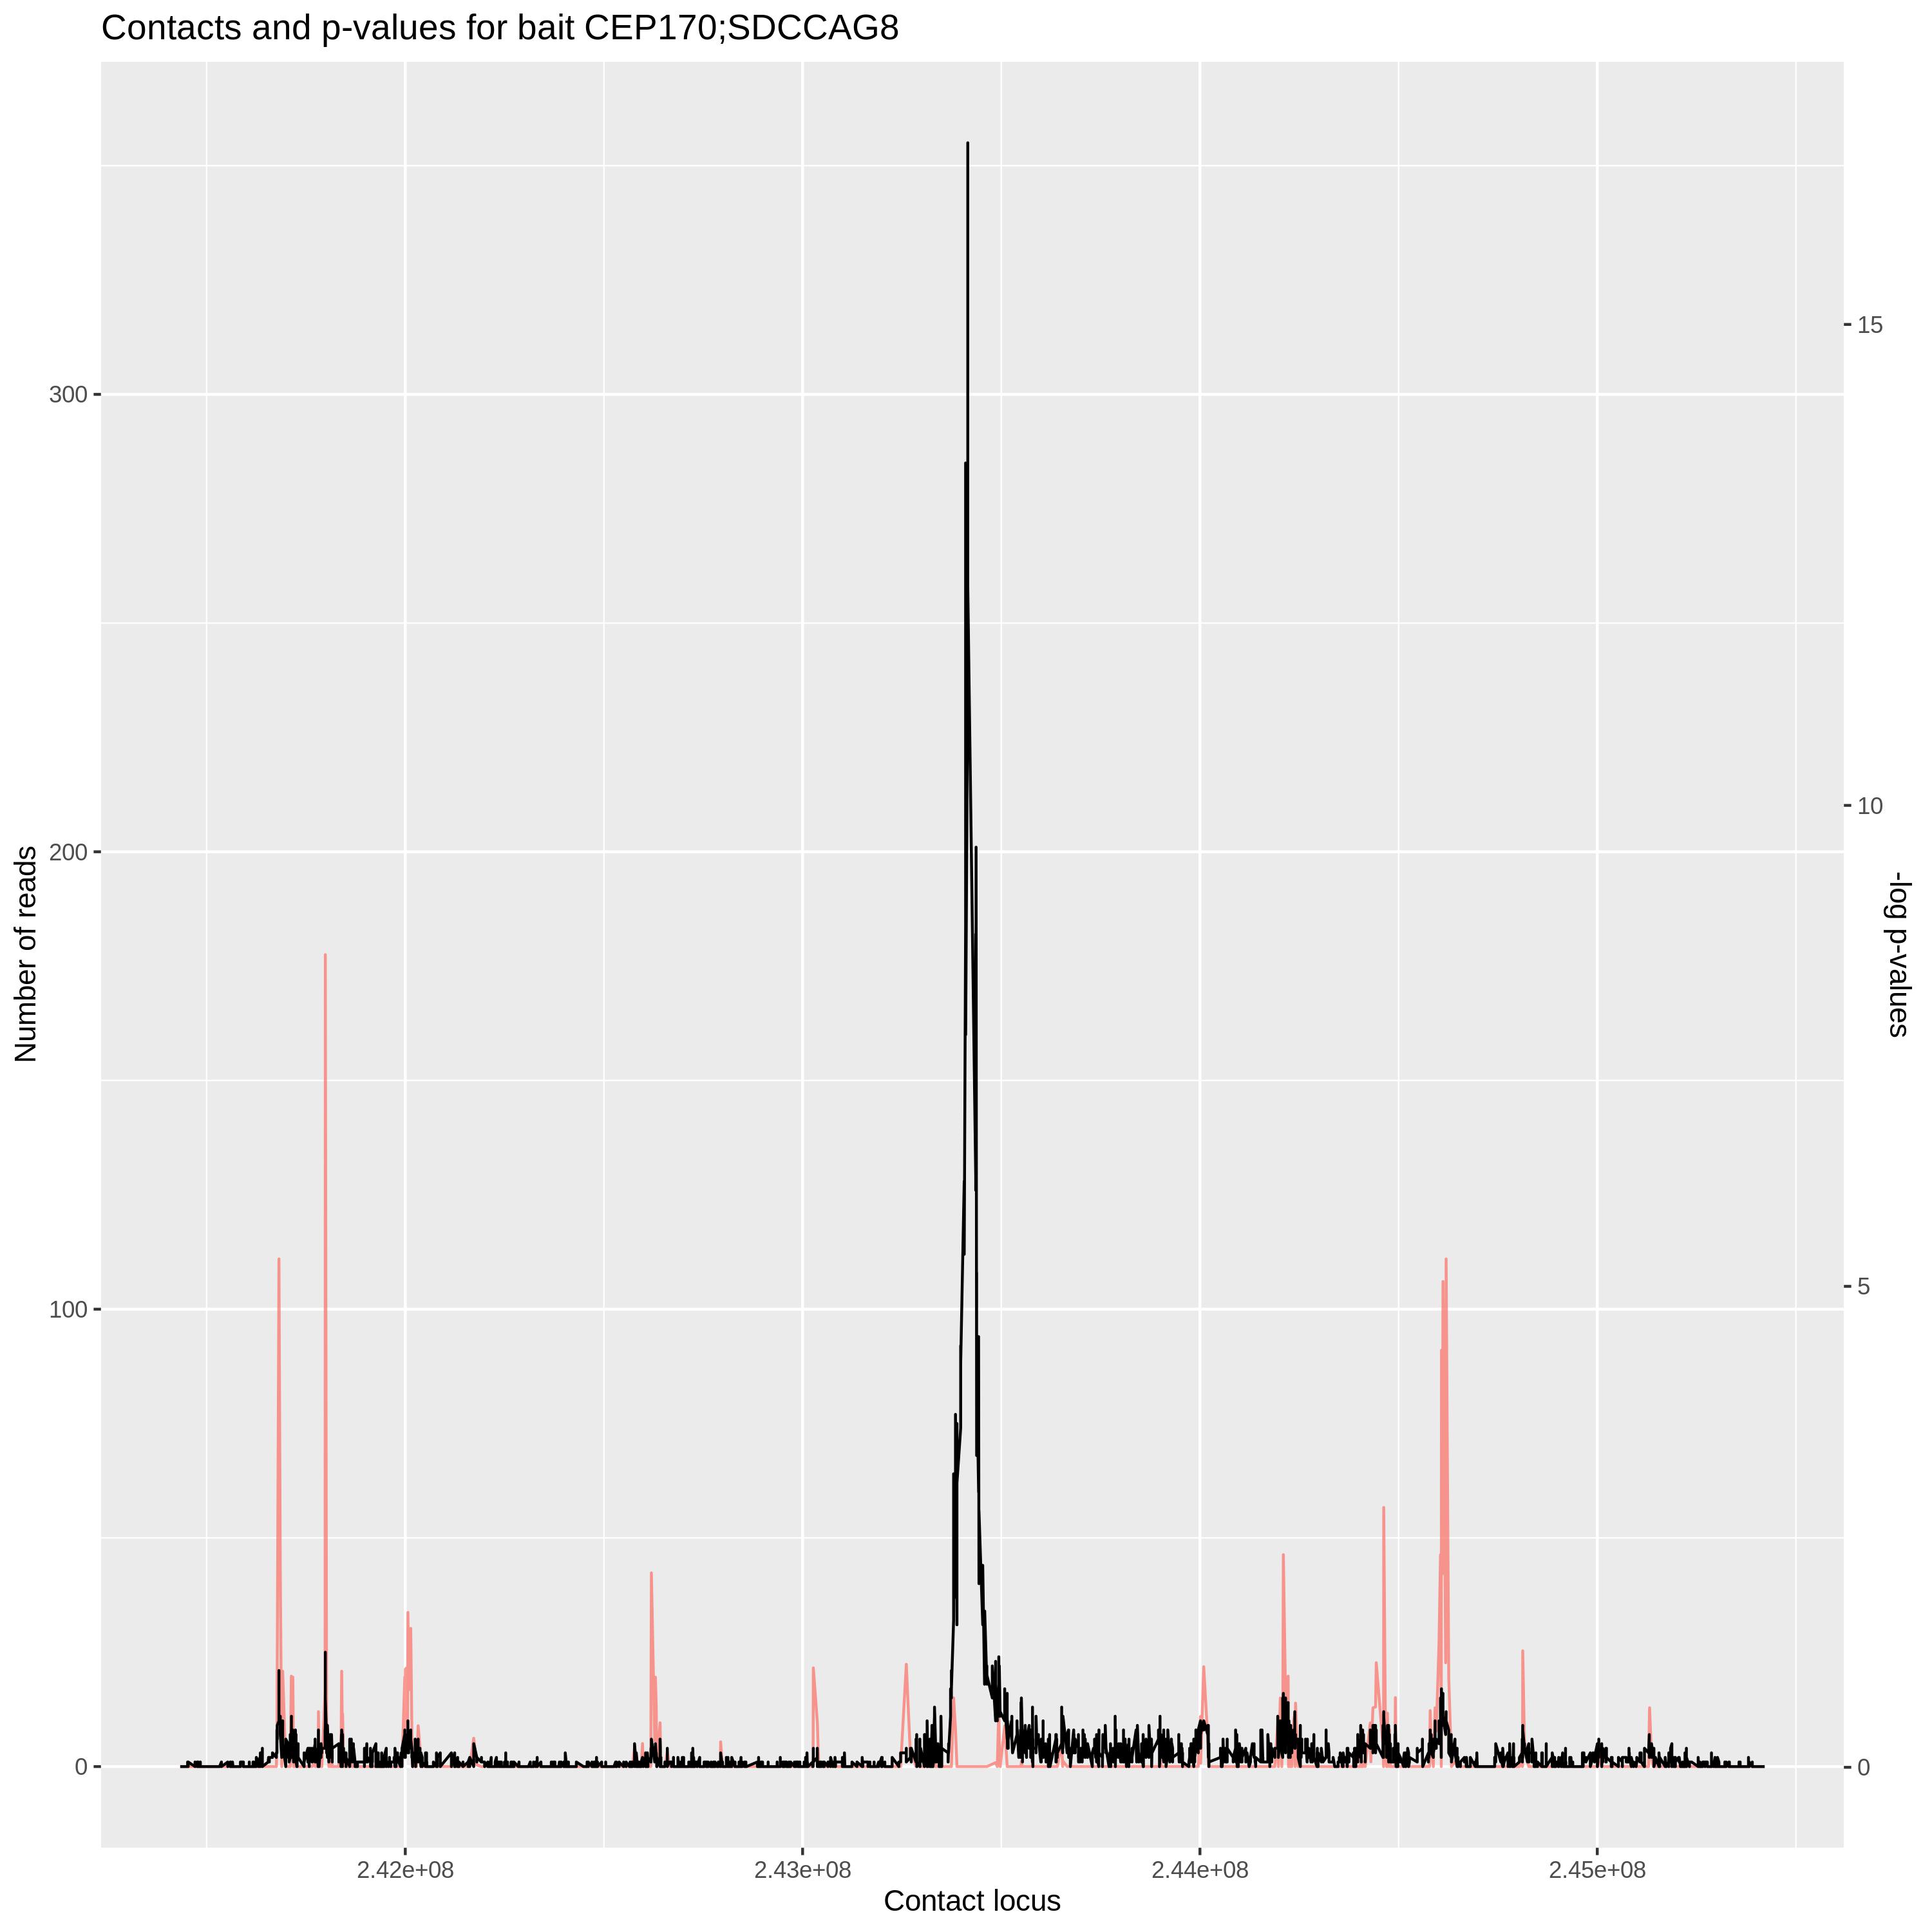 Contacts and p-values for bait CEP170;SDCCAG8
300
200
100
0
Number of reads
15
10
5
0
-log p-values
2.42e+08 2.43e+08 2.44e+08 2.45e+08
Contact locus